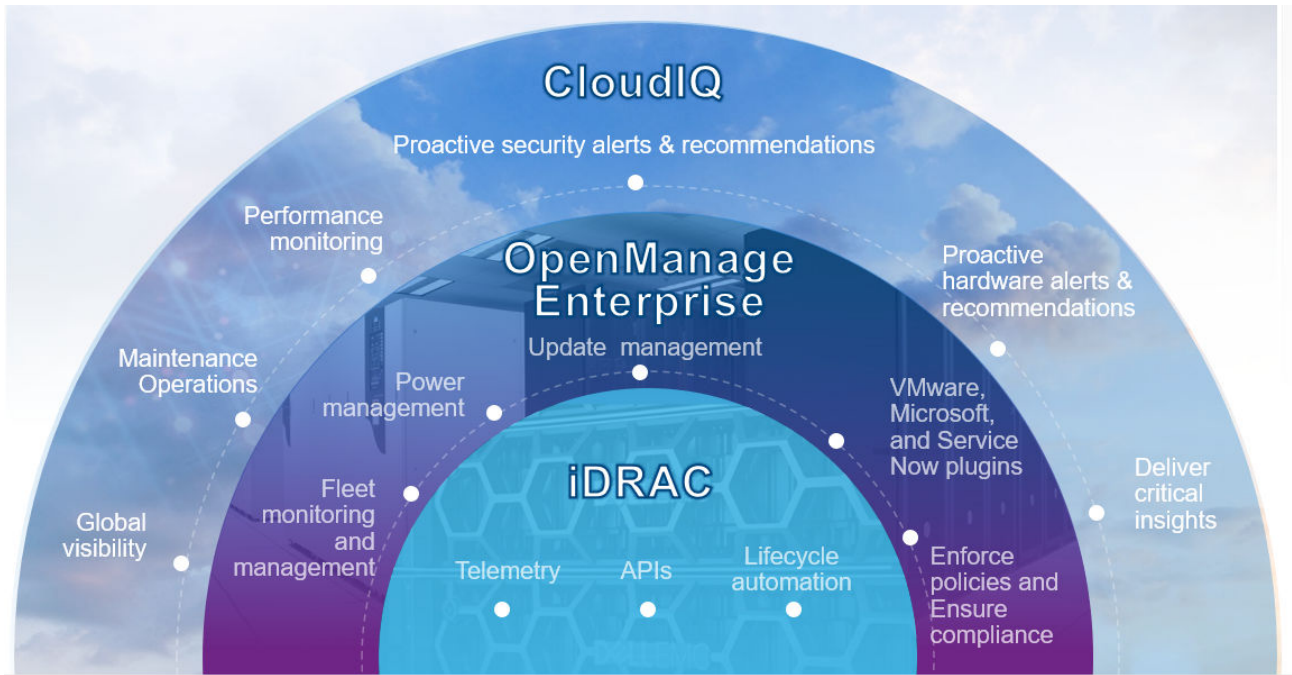 CloudIQ
Proactive security alerts & recommendations
Performance
monitoring
Maintenance
Operations
Global
visibility
Proactive
hardware alerts &
recommendations
Deliver
critical
insights
OpenManage
Enterprise
Update management
Power
management
Fleet
monitoring
and
management
VMware,
Microsoft,
and Service
Now plugins
Enforce
policies and
Ensure
compliance
iDRAC
Telemetry
APIs
Lifecycle
automation